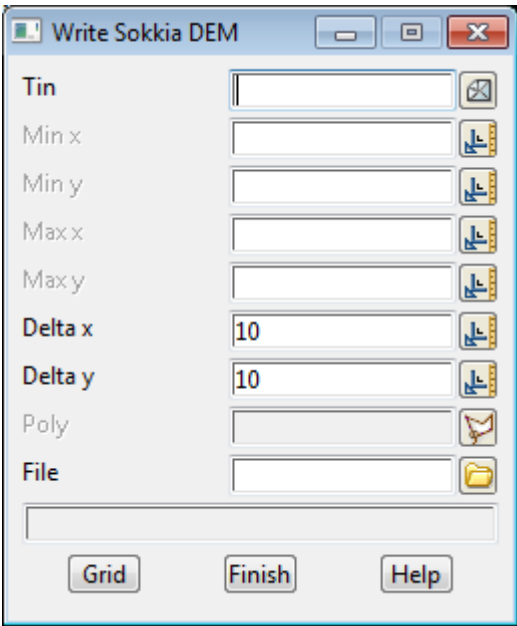 Write Sokkia DEM
Tin
Min x
Min y
Max x
Max y
Delta x 10
Delta y 10
Poly
File
Grid Finish Help